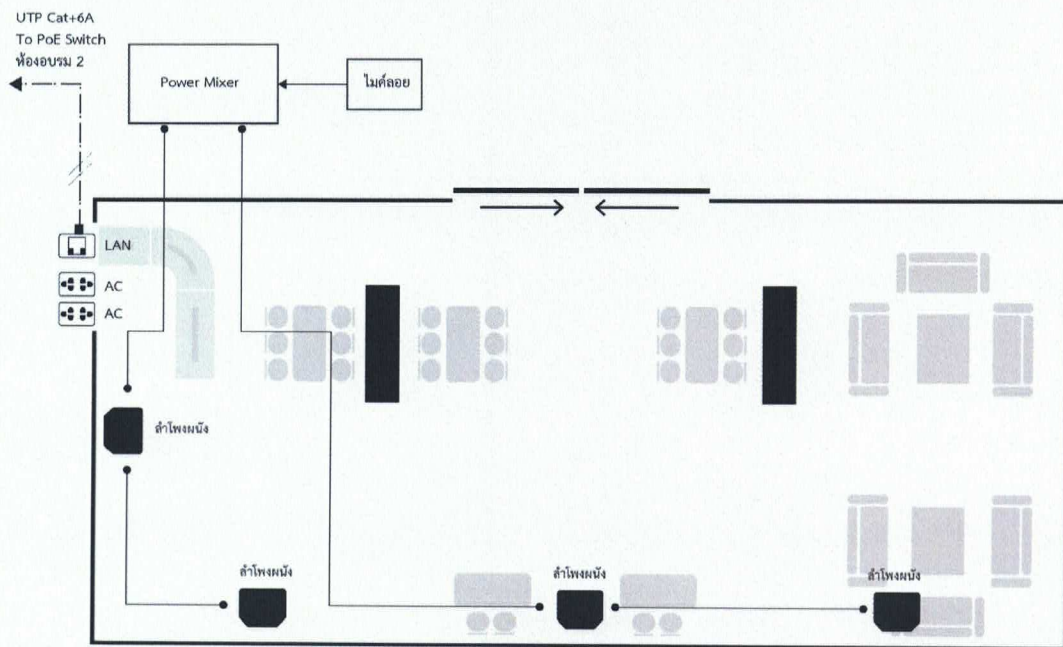 UTP Cat+6A
To PoE Switch
ห้องอบรม 2
Power Mixer
ไมค์ลอย
LAN
AC
AC
ลำโพงผนัง
ลำโพงผนัง
ลำโพงผนัง
ลำโพงผนัง